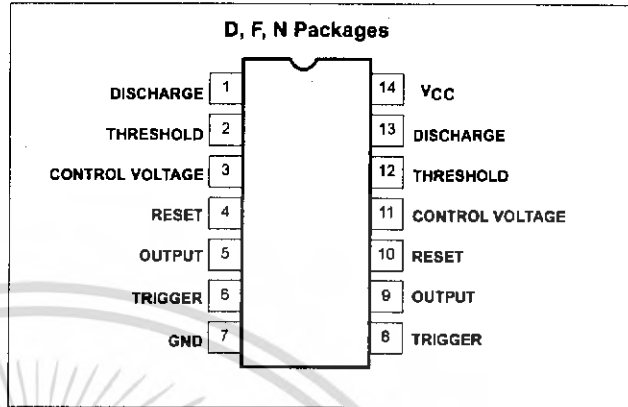 D, F, N Packages
DISCHARGE 1 14 VCC
THRESHOLD 2 13 DISCHARGE
CONTROL VOLTAGE 3 12 THRESHOLD
RESET 4 11 CONTROL VOLTAGE
OUTPUT 5 10 RESET
TRIGGER 6 9 OUTPUT
GND 7 8 TRIGGER